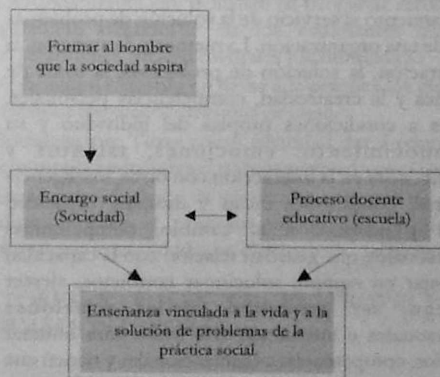 Formar al hombre
que la sociedad aspira
Encargo social
(Sociedad)
Proceso docente
educativo (escuela)
Enseñanza vinculada a la vida y a la
solución de problemas de la
práctica social.